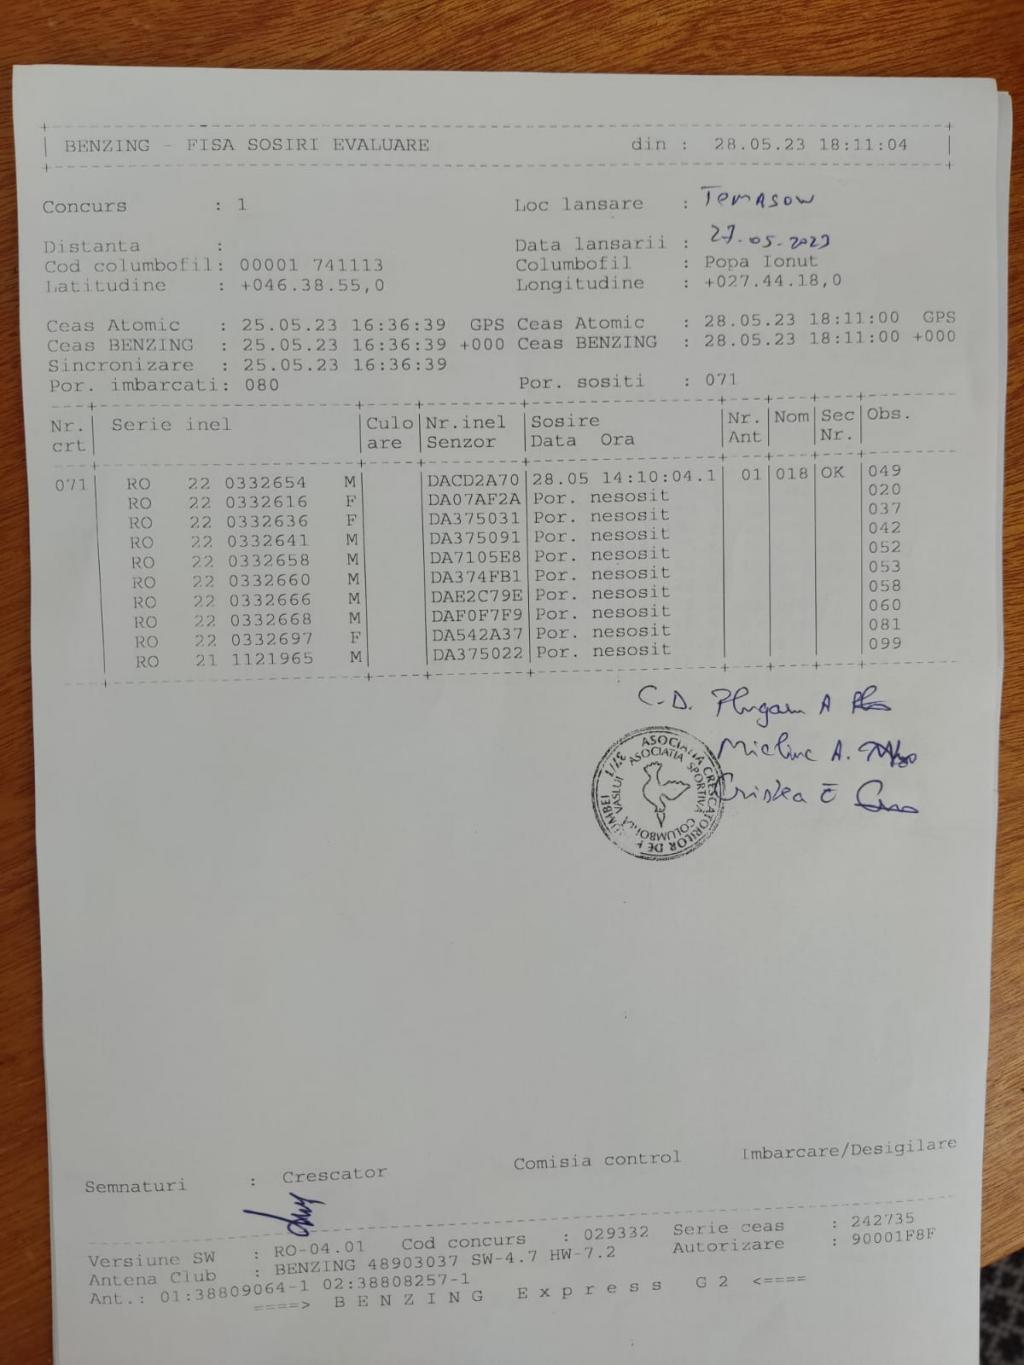 BENZING - FISA SOSIRI EVALUARE din : 28.05.23 18:11:04
Concurs : 1 Loc lansare : Tomasow
Distanta : Data lansarii : 27.05.2023
Cod columbofil: 00001 741113 Columbofil : Popa Ionut
Latitudine : +046.38.55,0 Longitudine : +027.44.18,0
Ceas Atomic : 25.05.23 16:36:39 GPS Ceas Atomic : 28.05.23 18:11:00 GPS
Ceas BENZING : 25.05.23 16:36:39 +000 Ceas BENZING : 28.05.23 18:11:00 +000
Sincronizare : 25.05.23 16:36:39
Por. imbarcati: 080 Por. sositi : 071
Nr. Serie inel Culo Nr.inel Sosire Nr. Nom Sec Obs.
crt are Senzor Data Ora Ant Nr.
071 RO 22 0332654 M DACD2A70 28.05 14:10:04.1 01 018 OK 049
RO 22 0332616 F DA07AF2A Por. nesosit 020
RO 22 0332636 F DA375031 Por. nesosit 037
RO 22 0332641 M DA375091 Por. nesosit 042
RO 22 0332658 M DA7105E8 Por. nesosit 052
RO 22 0332660 M DA374FB1 Por. nesosit 053
RO 22 0332666 M DAE2C79E Por. nesosit 058
RO 22 0332668 M DAF0F7F9 Por. nesosit 060
RO 22 0332697 F DA542A37 Por. nesosit 081
RO 21 1121965 M DA375022 Por. nesosit 099
C.D. A
A.
ASOCIATIA CRESCATORILOR DE
ASOCIATIA SPORTIVA COLUMBOFILA VASLUI
Semnaturi : Crescator Comisia control Imbarcare/Desigilare
Versiune SW : RO-04.01 Cod concurs : 029332 Serie ceas : 242735
Antena Club : BENZING 48903037 SW-4.7 HW-7.2 Autorizare : 90001F8F
Ant.: 01:38809064-1 02:38808257-1
====> B E N Z I N G E x p r e s s G 2 <====